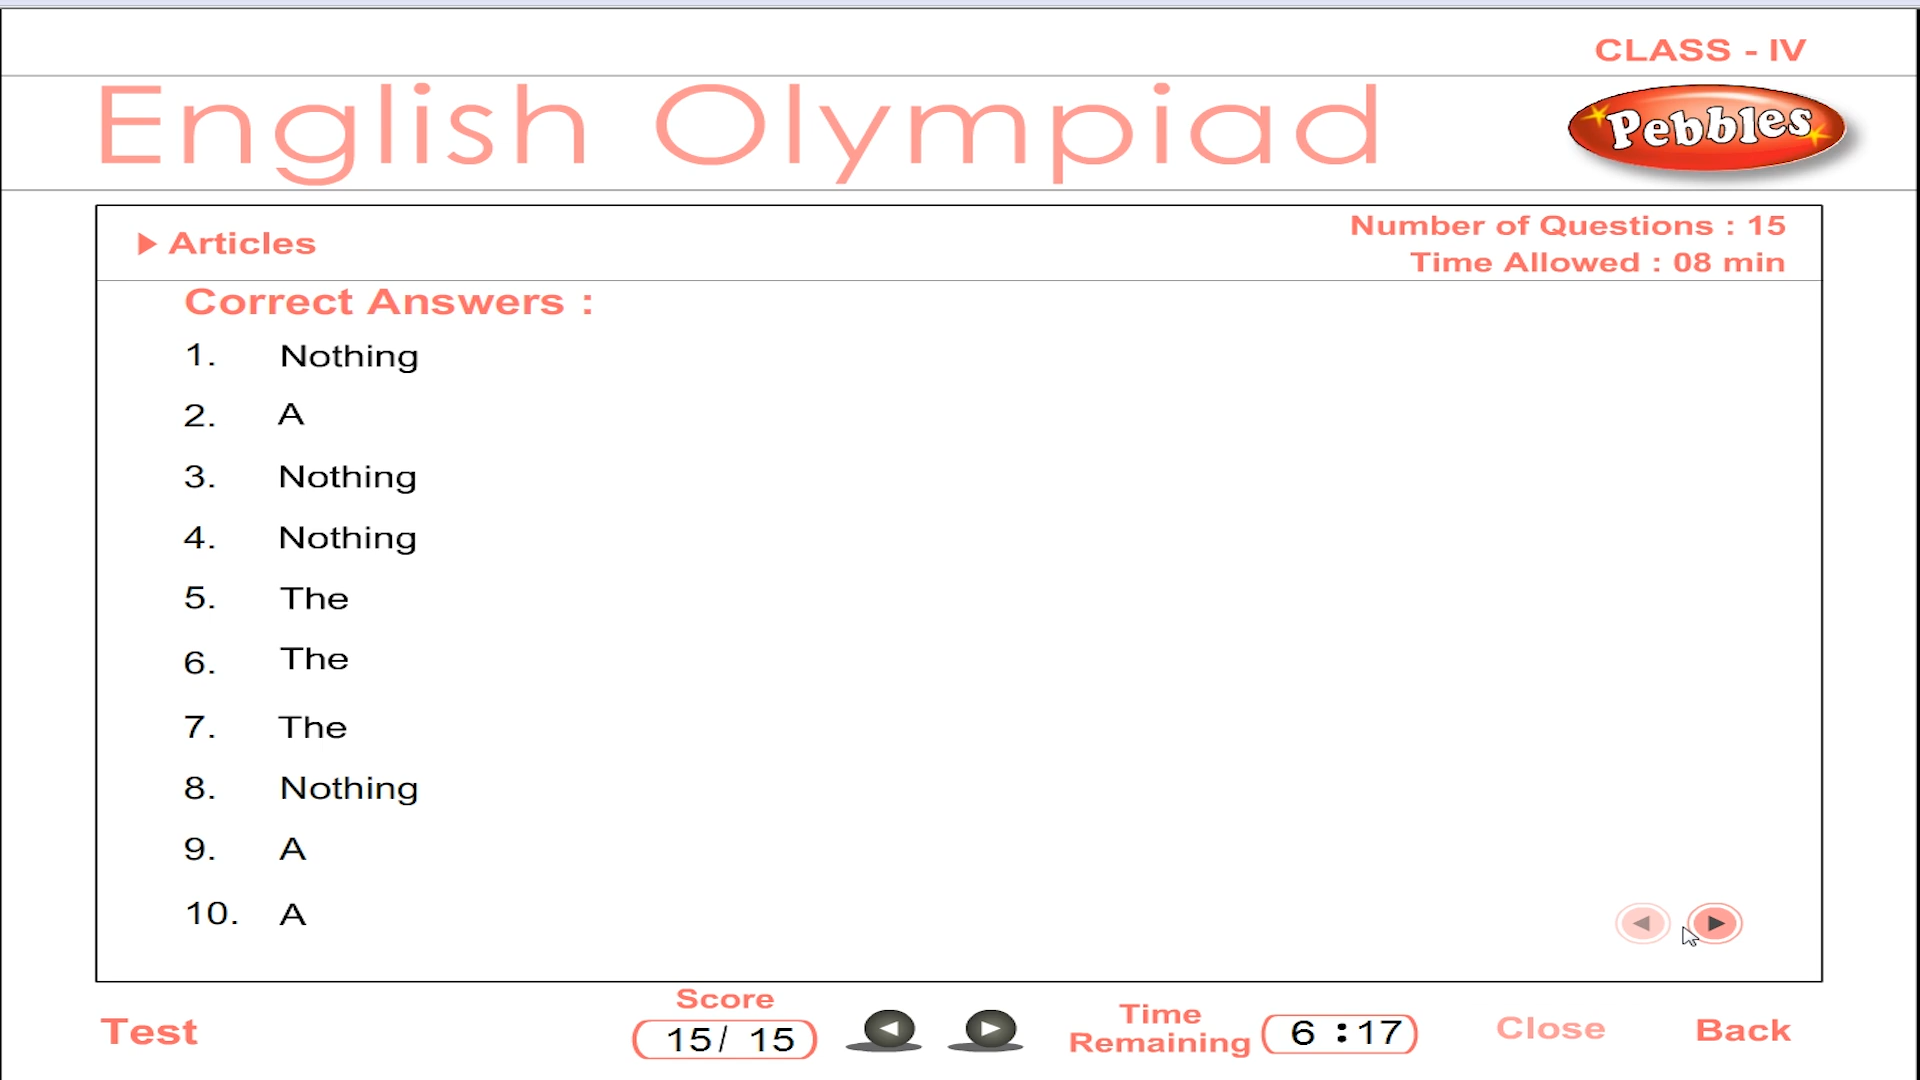 CLASS - IV
English Olympiad
Pebbles
Articles
Number of Questions : 15
Time Allowed : 08 min
Correct Answers :
1. Nothing
2. A
3. Nothing
4. Nothing
5. The
6. The
7. The
8. Nothing
9. A
10. A
Test
Score
15/ 15
Time
Remaining
6 :17
Close
Back